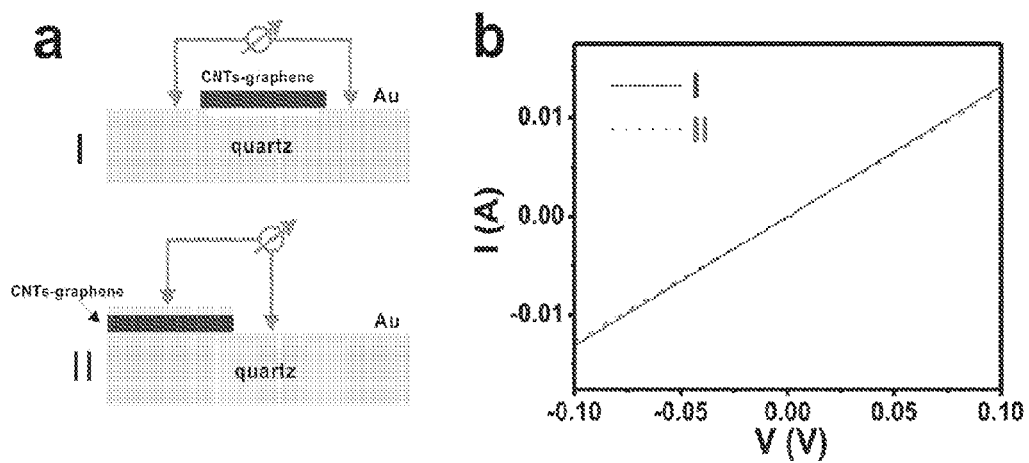 a
CNTs-graphene
Au
I
quartz
CNTs-graphene
Au
II
quartz
b
I
II
0.01
0.00
-0.01
I (A)
-0.10 -0.05 0.00 0.05 0.10
V (V)